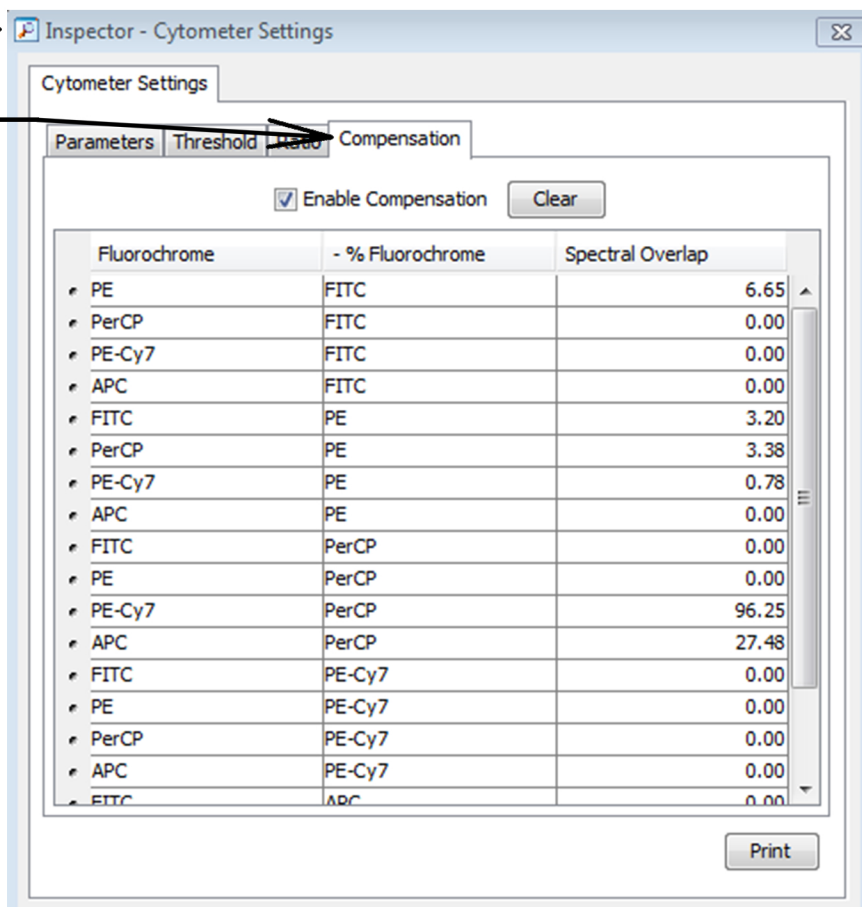 Inspector - Cytometer Settings
Cytometer Settings
Parameters Threshold Ratio Compensation
Enable Compensation Clear
Fluorochrome - % Fluorochrome Spectral Overlap
PE FITC 6.65
PerCP FITC 0.00
PE-Cy7 FITC 0.00
APC FITC 0.00
FITC PE 3.20
PerCP PE 3.38
PE-Cy7 PE 0.78
APC PE 0.00
FITC PerCP 0.00
PE PerCP 0.00
PE-Cy7 PerCP 96.25
APC PerCP 27.48
FITC PE-Cy7 0.00
PE PE-Cy7 0.00
PerCP PE-Cy7 0.00
APC PE-Cy7 0.00
FITC APC 0.00
Print